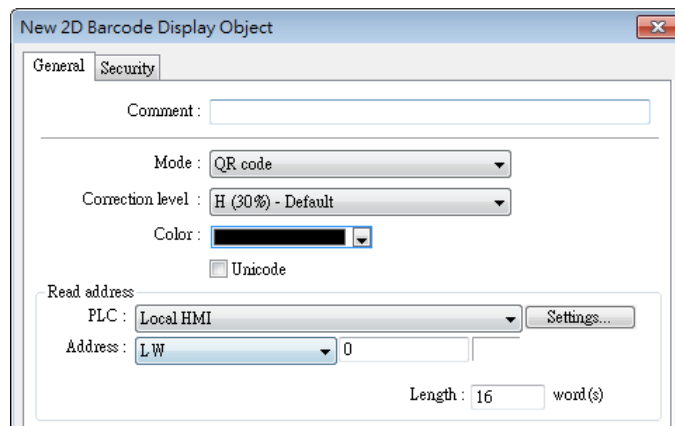 New 2D Barcode Display Object
General Security
Comment :
Mode : QR code
Correction level : H (30%) - Default
Color :
Unicode
Read address
PLC : Local HMI Settings...
Address : LW 0
Length : 16 word(s)